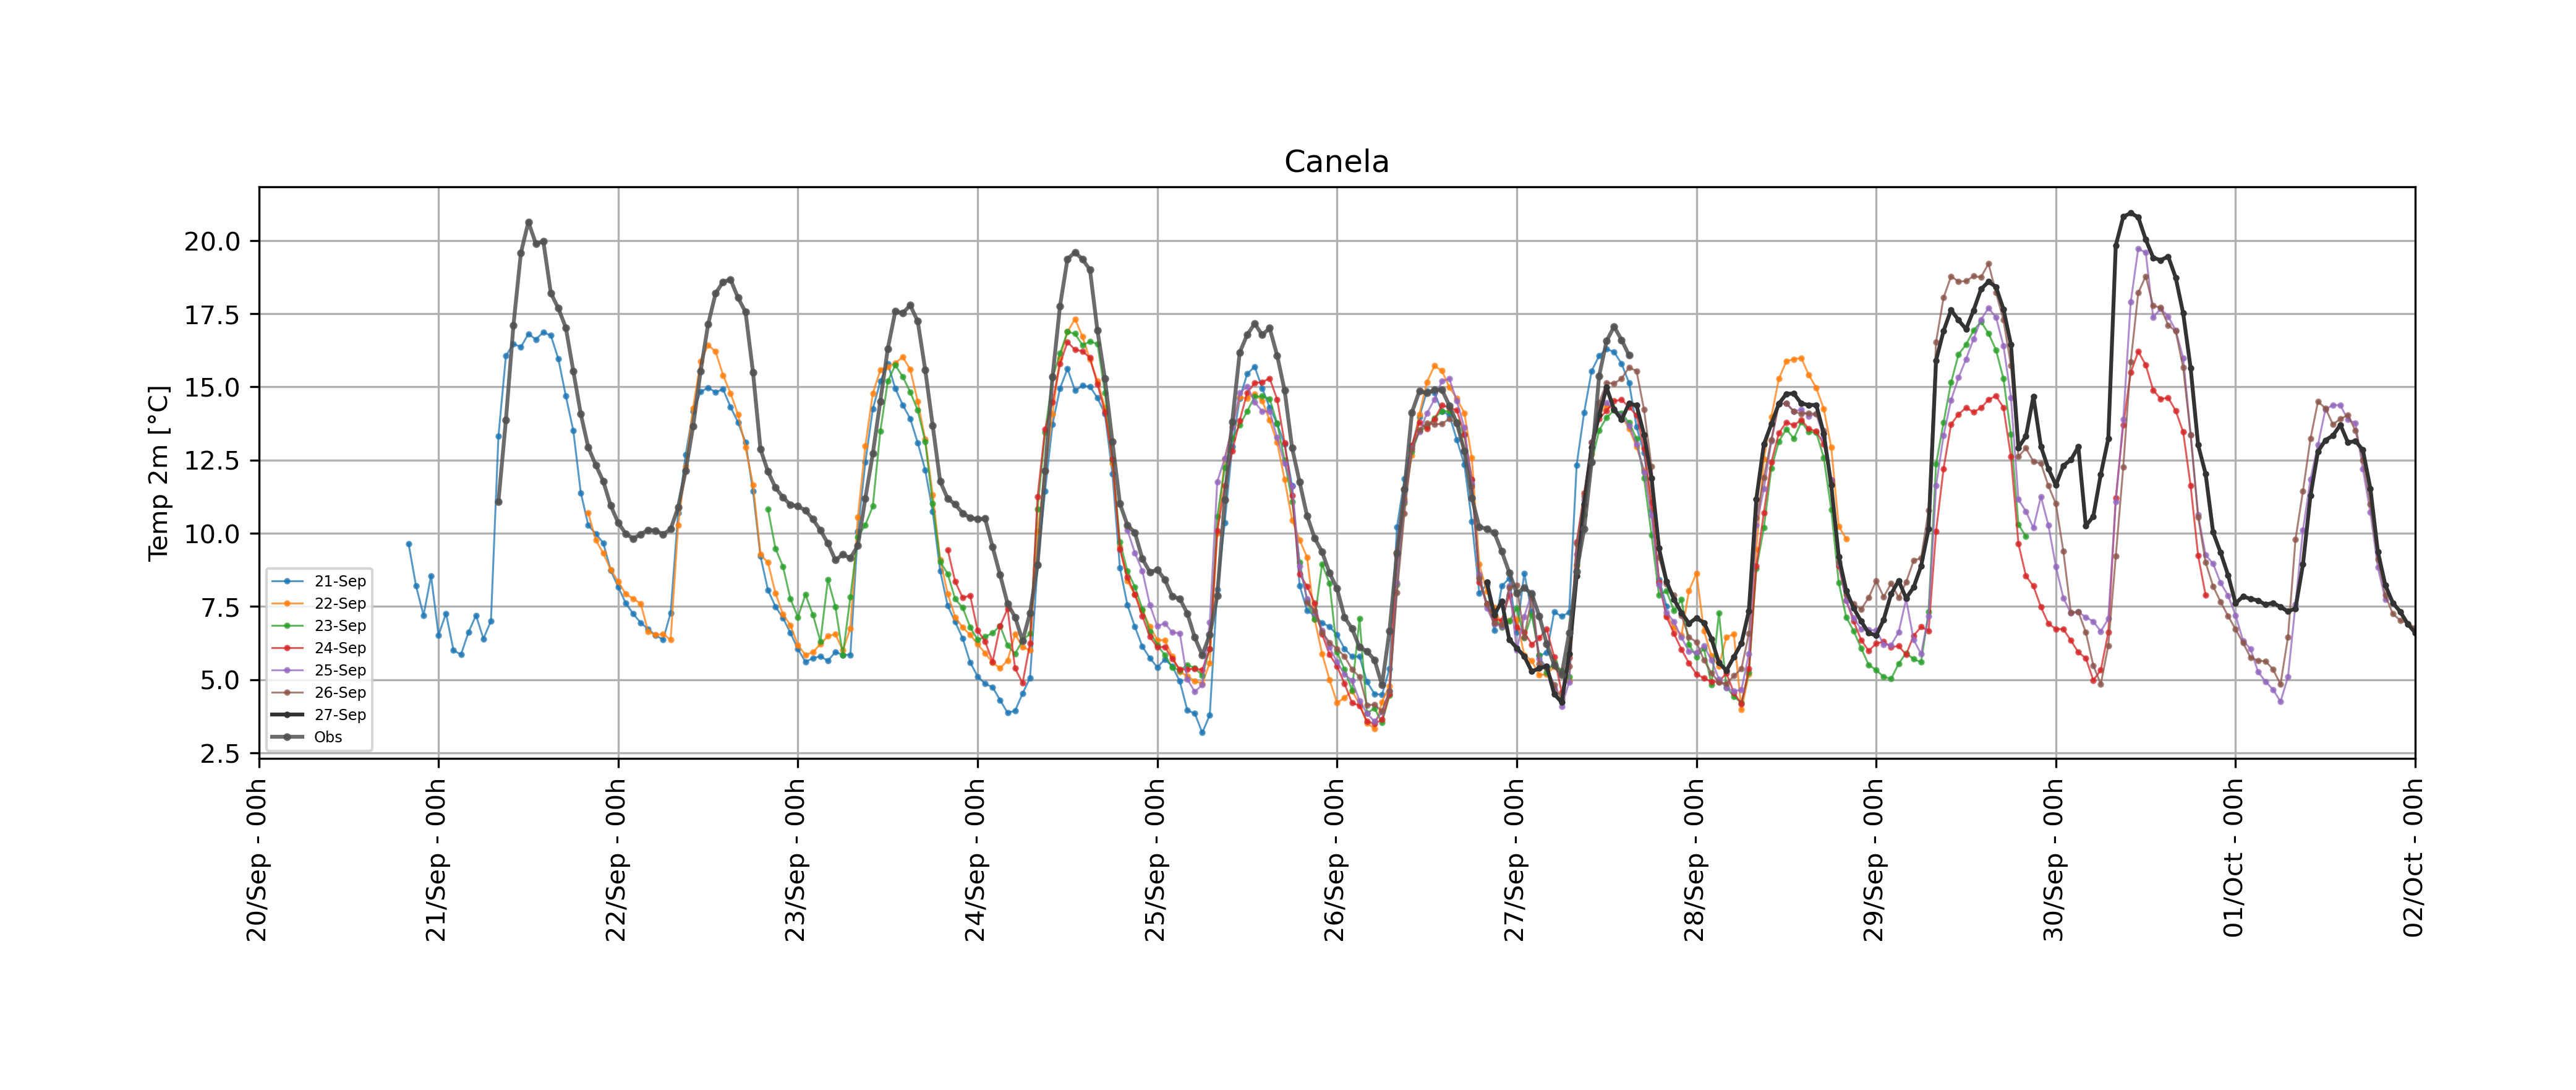 Canela
Temp 2m [°C]
20.0
17.5
15.0
12.5
10.0
7.5
5.0
2.5
21-Sep
22-Sep
23-Sep
24-Sep
25-Sep
26-Sep
27-Sep
Obs
20/Sep - 00h
21/Sep - 00h
22/Sep - 00h
23/Sep - 00h
24/Sep - 00h
25/Sep - 00h
26/Sep - 00h
27/Sep - 00h
28/Sep - 00h
29/Sep - 00h
30/Sep - 00h
01/Oct - 00h
02/Oct - 00h